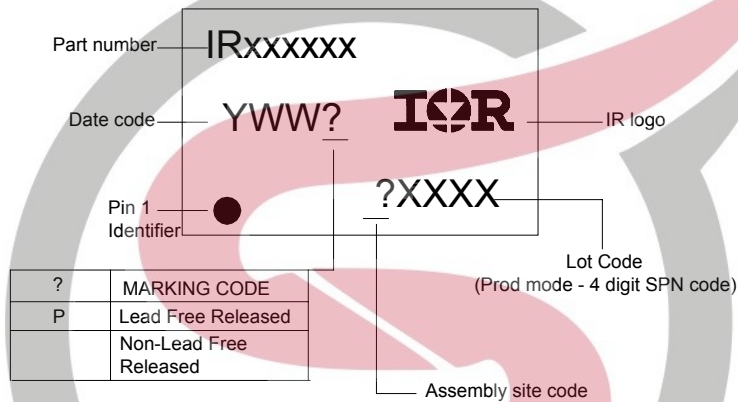 Part number
IRxxxxxx
Date code
YWW?
IOR
IR logo
Pin 1
Identifier
?XXXX
Lot Code
(Prod mode - 4 digit SPN code)
? MARKING CODE
P Lead Free Released
Non-Lead Free
Released
Assembly site code